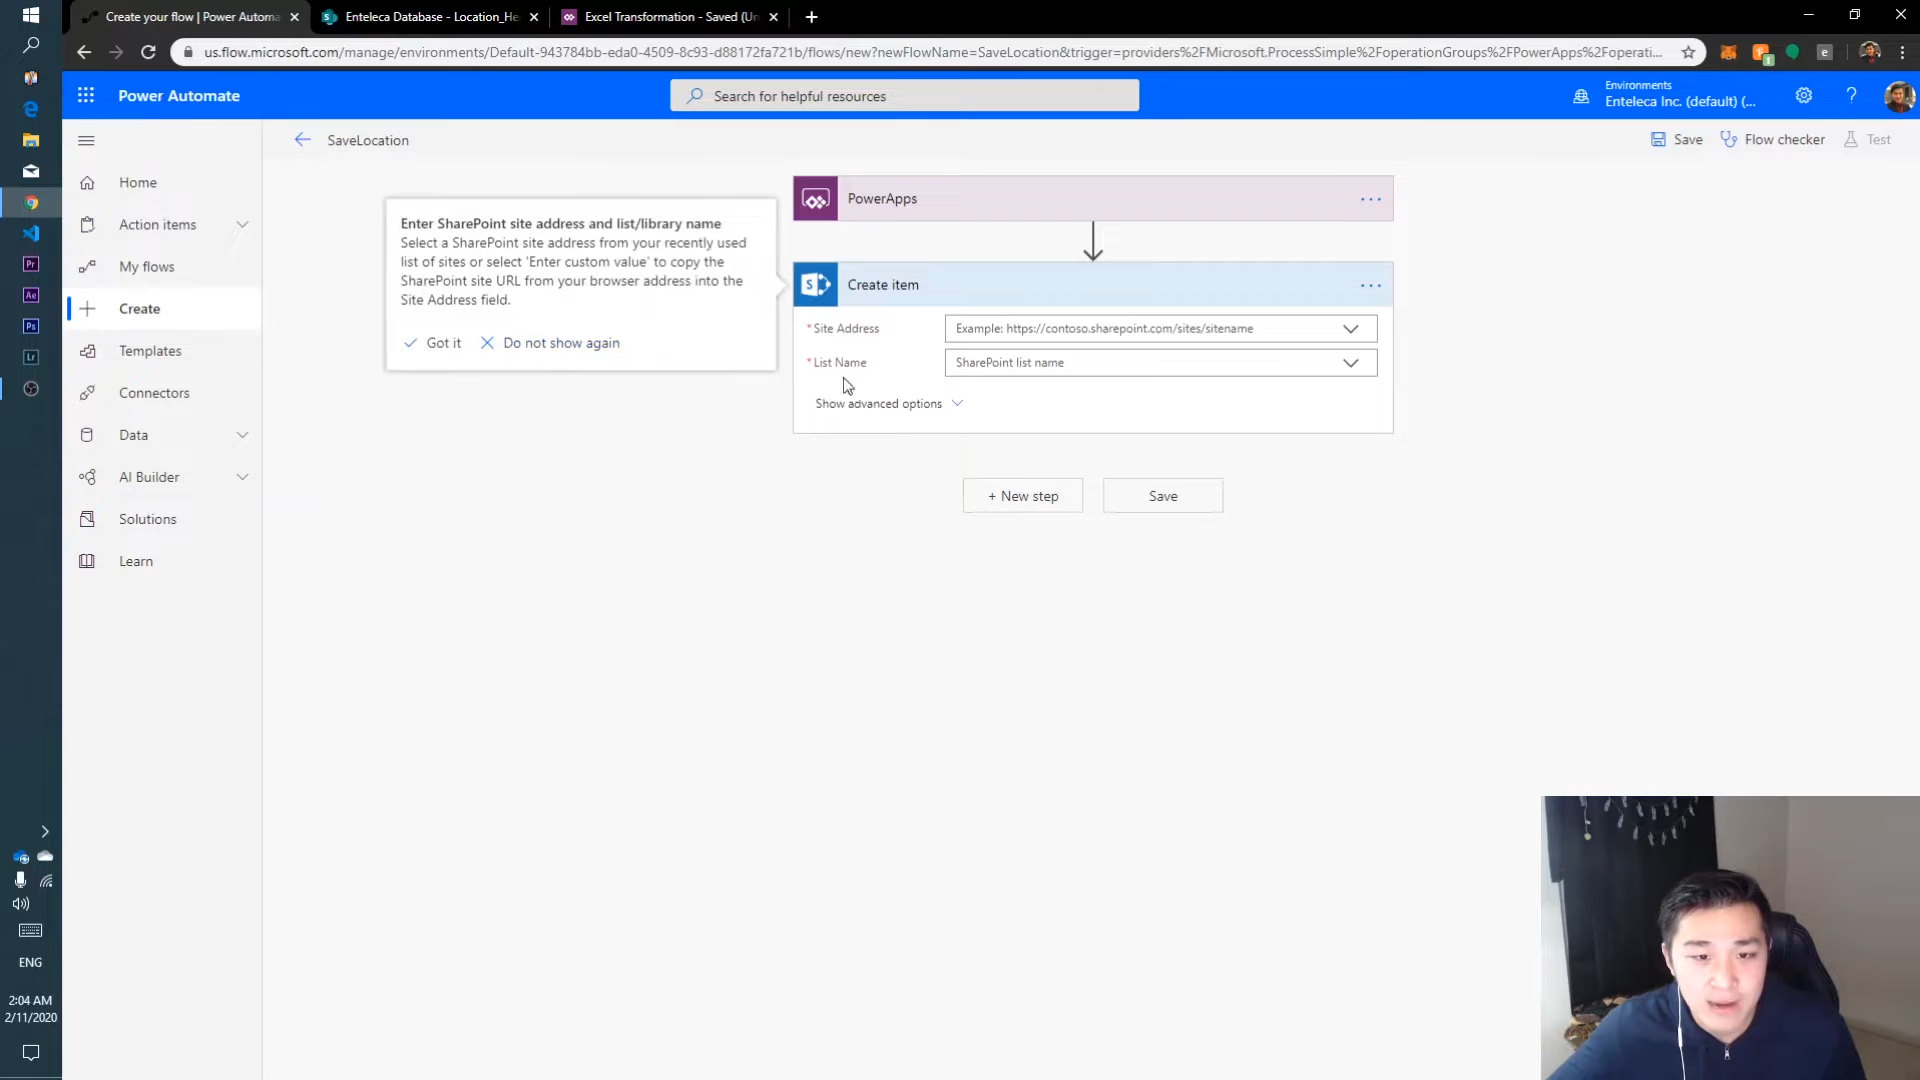 Create your flow | Power Automa
Enteleca Database - Location_He
Excel Transformation - Saved (Un
us.flow.microsoft.com/manage/environments/Default-943784bb-eda0-4509-8c93-d88172fa721b/flows/new?newFlowName=SaveLocation&trigger=providers%2FMicrosoft.ProcessSimple%2FoperationGroups%2FPowerApps%2Foperati...
Power Automate
Search for helpful resources
Environments
Enteleca Inc. (default) (...
SaveLocation
Save
Flow checker
Test
Home
Action items
My flows
Create
Templates
Connectors
Data
AI Builder
Solutions
Learn
Enter SharePoint site address and list/library name
Select a SharePoint site address from your recently used
list of sites or select 'Enter custom value' to copy the
SharePoint site URL from your browser address into the
Site Address field.
Got it
Do not show again
PowerApps
Create item
* Site Address
Example: https://contoso.sharepoint.com/sites/sitename
* List Name
SharePoint list name
Show advanced options
+ New step
Save
Pr
Ae
Ps
Lr
ENG
2:04 AM
2/11/2020